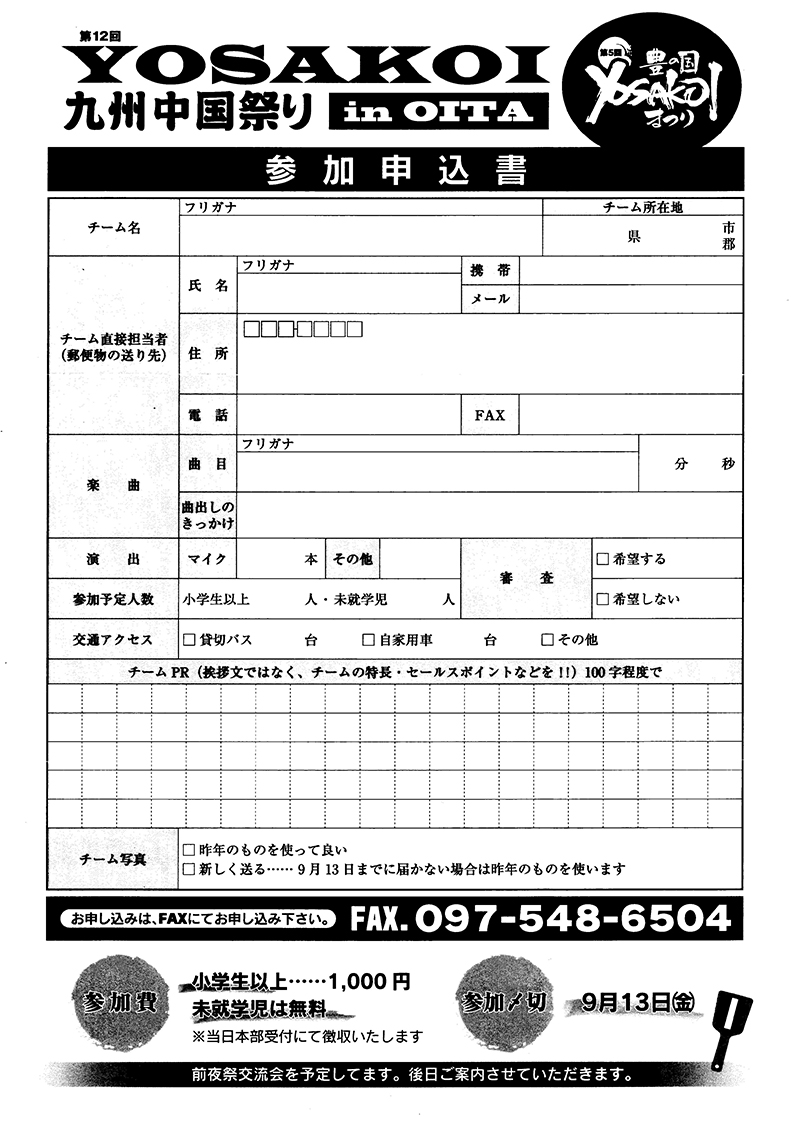 第12回
YOSAKOI
九州中国祭り in OITA
第5回
豊の国
YOSAKOI
まつり
参加申込書
チーム名
フリガナ
チーム所在地
県
市
郡
チーム直接担当者
(郵便物の送り先)
氏 名
フリガナ
携 帯
メール
住 所
□□□-□□□□
電 話
FAX
楽 曲
曲 目
フリガナ
分 秒
曲出しの
きっかけ
演 出
マイク 本 その他
審 査
□希望する
□希望しない
参加予定人数
小学生以上 人・未就学児 人
交通アクセス
□貸切バス 台 □自家用車 台 □その他
チームPR(挨拶文ではなく、チームの特長・セールスポイントなどを!!)100字程度で
チーム写真
□昨年のものを使って良い
□新しく送る……9月13日までに届かない場合は昨年のものを使います
お申し込みは、FAXにてお申し込み下さい。 FAX. 097-548-6504
参加費
小学生以上……1,000円
未就学児は無料
※当日本部受付にて徴収いたします
参加〆切
9月13日㈮
前夜祭交流会を予定してます。後日ご案内させていただきます。